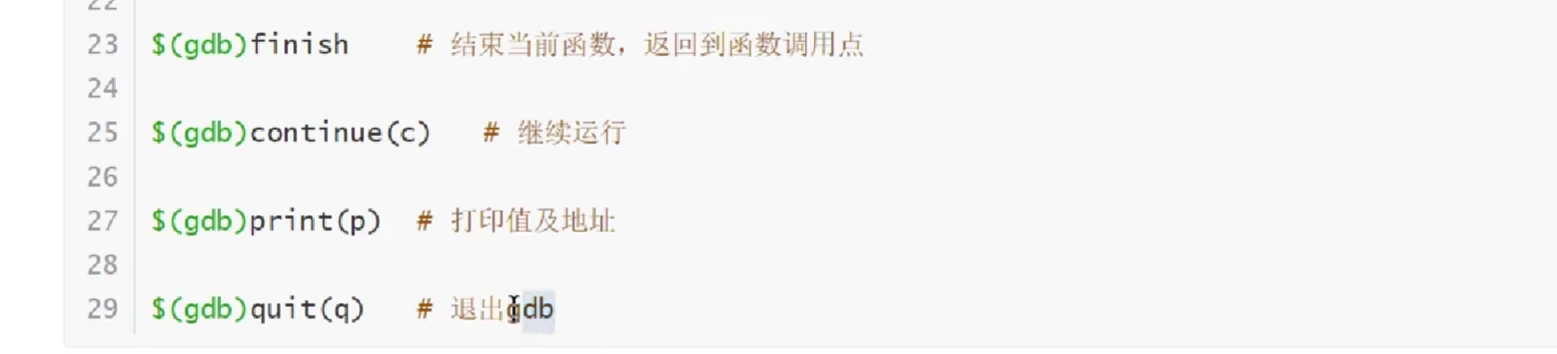 22
23 $(gdb)finish    # 结束当前函数，返回到函数调用点
24
25 $(gdb)continue(c)   # 继续运行
26
27 $(gdb)print(p)  # 打印值及地址
28
29 $(gdb)quit(q)   # 退出gdb